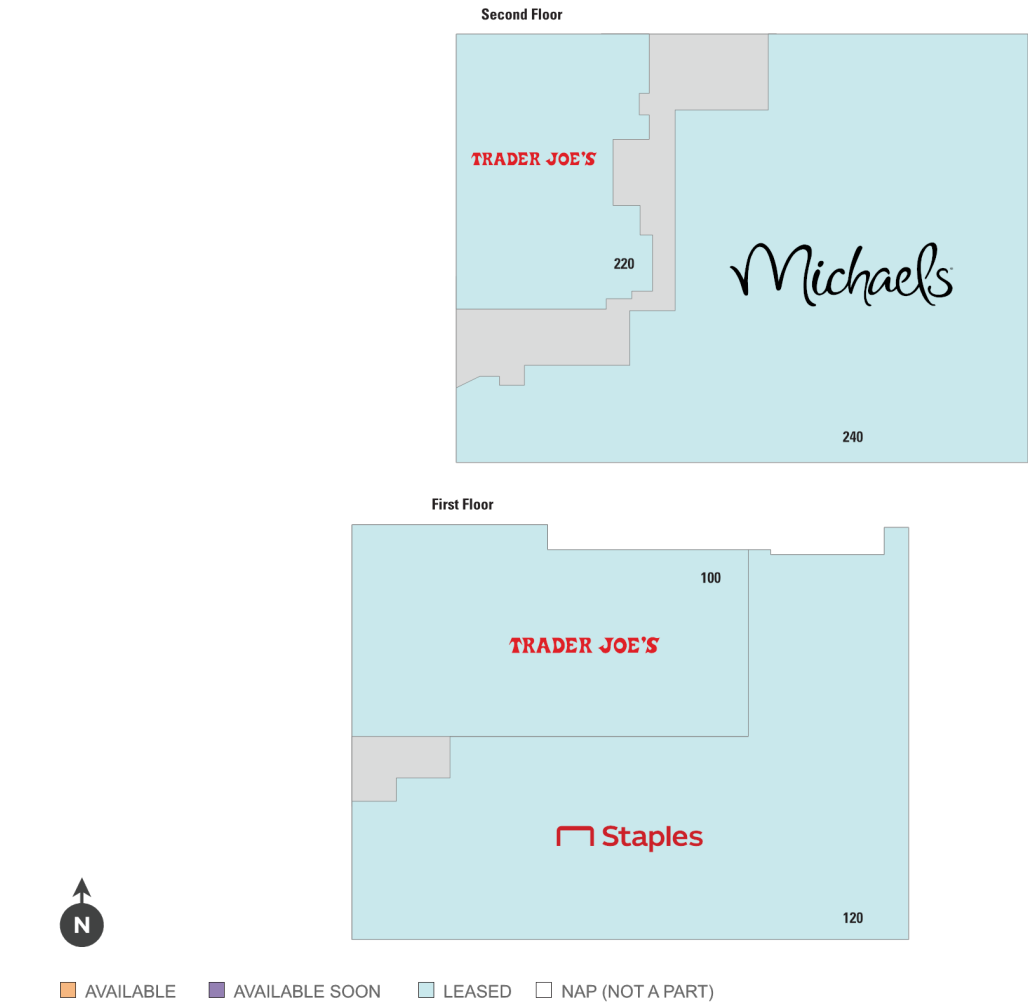 Second Floor
TRADER JOE'S
220
Michaels
240
First Floor
100
TRADER JOE'S
Staples
120
N
AVAILABLE AVAILABLE SOON LEASED NAP (NOT A PART)